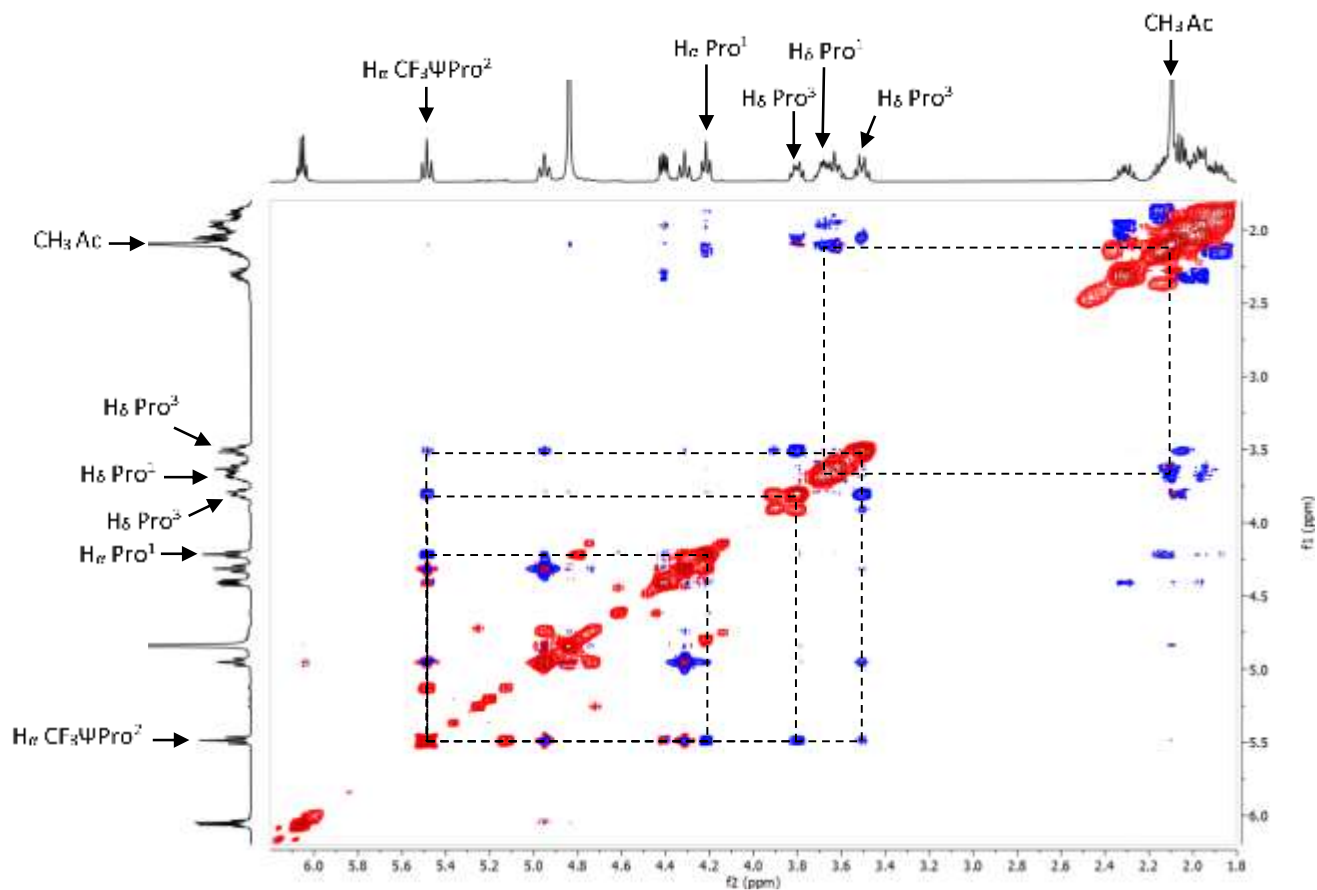 CH₃ Ac
Hα Pro¹
Hδ Pro¹
Hα CF₃ΨPro²
Hδ Pro³
Hδ Pro³
CH₃ Ac
Hδ Pro³
Hδ Pro¹
Hδ Pro³
Hα Pro¹
Hα CF₃ΨPro²
2.0
2.5
3.0
3.5
4.0
4.5
5.0
5.5
6.0
f1 (ppm)
6.0 5.8 5.6 5.4 5.2 5.0 4.8 4.6 4.4 4.2 4.0 3.8 3.6 3.4 3.2 3.0 2.8 2.6 2.4 2.2 2.0 1.8
f2 (ppm)